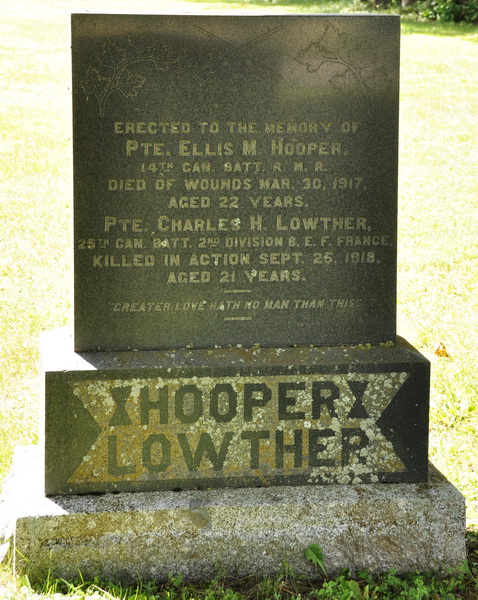 ERECTED TO THE MEMORY OF
PTE. ELLIS M. HOOPER,
14TH CAN. BATT. R. M. R.
DIED OF WOUNDS MAR. 30, 1917,
AGED 22 YEARS.
PTE. CHARLES H. LOWTHER,
25TH CAN. BATT. 2ND DIVISION B. E. F. FRANCE,
KILLED IN ACTION SEPT. 25, 1918,
AGED 21 YEARS.
"GREATER LOVE HATH NO MAN THAN THIS"
HOOPER
LOWTHER